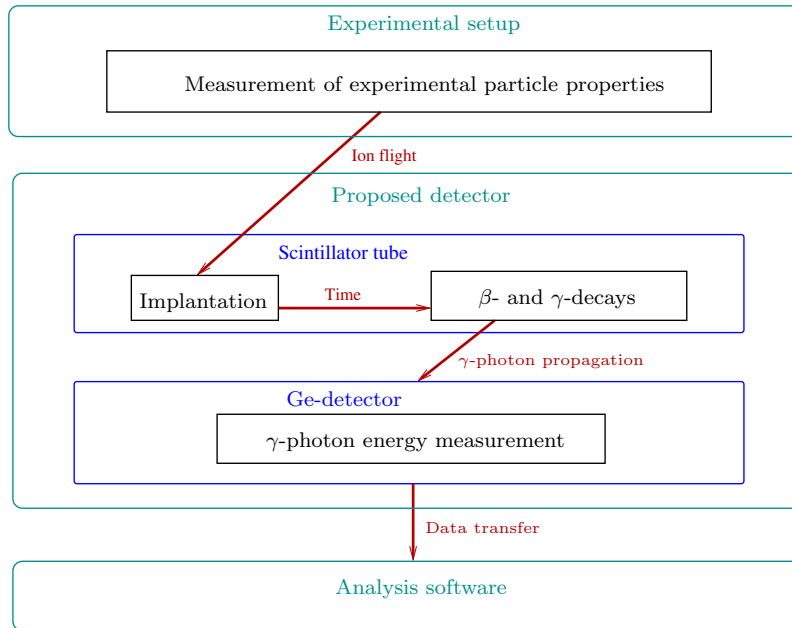 Experimental setup
Measurement of experimental particle properties
Ion flight
Proposed detector
Scintillator tube
Implantation
Time
β- and γ-decays
γ-photon propagation
Ge-detector
γ-photon energy measurement
Data transfer
Analysis software